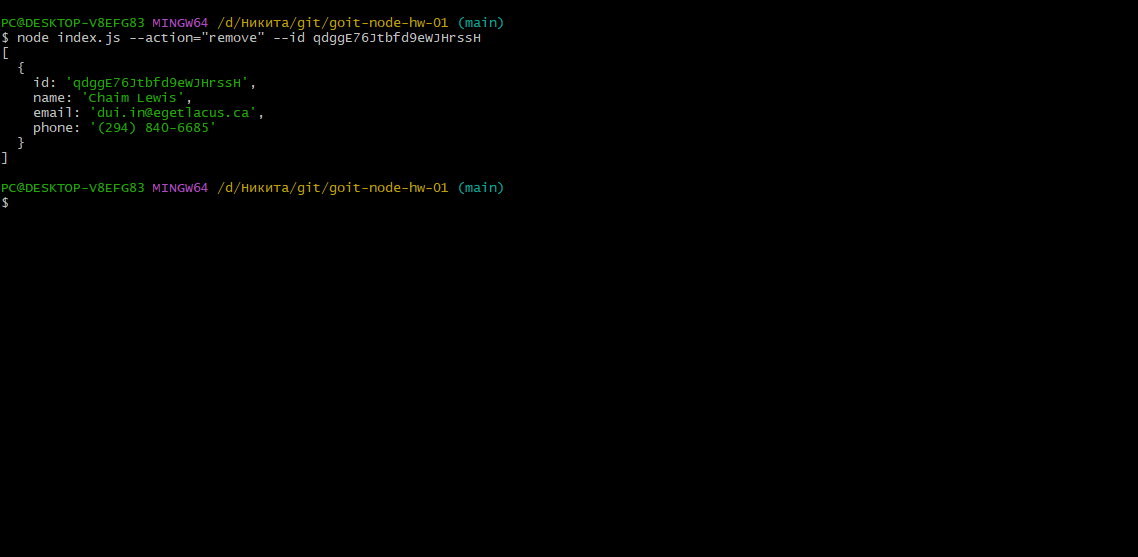 PC@DESKTOP-V8EFG83 MINGW64 /d/Никита/git/goit-node-hw-01 (main)
$ node index.js --action="remove" --id qdggE76Jtbfd9eWJHrssH
[
  {
    id: 'qdggE76Jtbfd9eWJHrssH',
    name: 'Chaim Lewis',
    email: 'dui.in@egetlacus.ca',
    phone: '(294) 840-6685'
  }
]
PC@DESKTOP-V8EFG83 MINGW64 /d/Никита/git/goit-node-hw-01 (main)
$